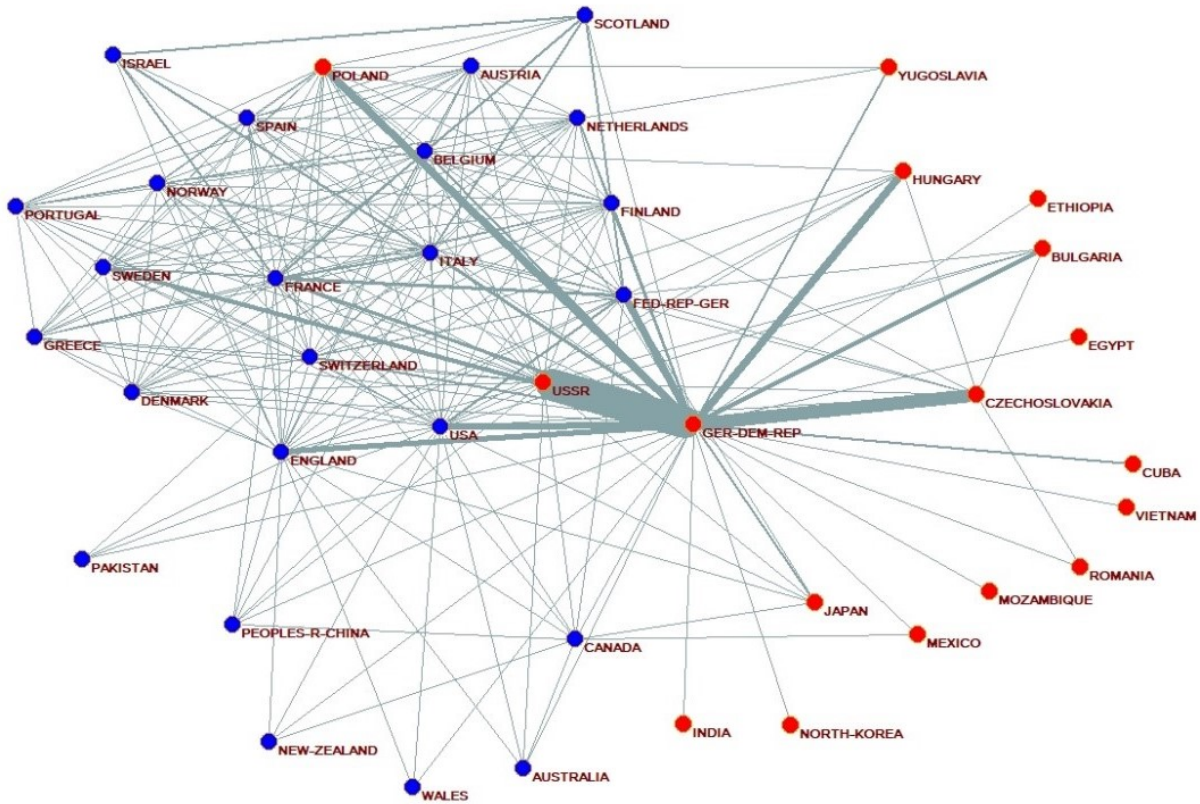 SCOTLAND
ISRAEL
POLAND
AUSTRIA
YUGOSLAVIA
SPAIN
NETHERLANDS
BELGIUM
HUNGARY
NORWAY
ETHIOPIA
PORTUGAL
FINLAND
BULGARIA
ITALY
SWEDEN
FRANCE
FED-REP-GER
GREECE
EGYPT
SWITZERLAND
USSR
DENMARK
CZECHOSLOVAKIA
USA
GER-DEM-REP
ENGLAND
CUBA
VIETNAM
PAKISTAN
ROMANIA
MOZAMBIQUE
JAPAN
PEOPLES-R-CHINA
MEXICO
CANADA
INDIA
NORTH-KOREA
NEW-ZEALAND
AUSTRALIA
WALES